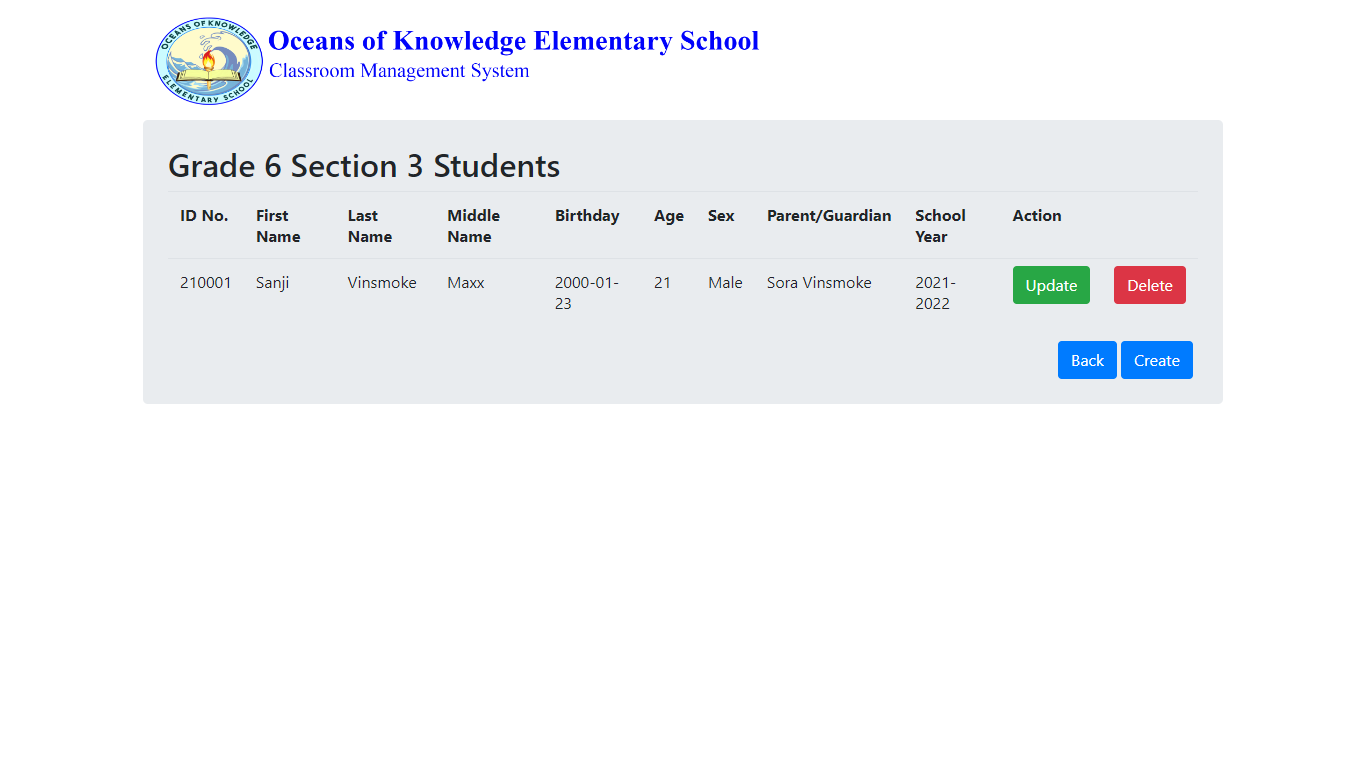 OCEANS OF KNOWLEDGE
ELEMENTARY SCHOOL
Oceans of Knowledge Elementary School
Classroom Management System
Grade 6 Section 3 Students
ID No. First Name Last Name Middle Name Birthday Age Sex Parent/Guardian School Year Action
210001 Sanji Vinsmoke Maxx 2000-01-23 21 Male Sora Vinsmoke 2021-2022 Update Delete
Back Create